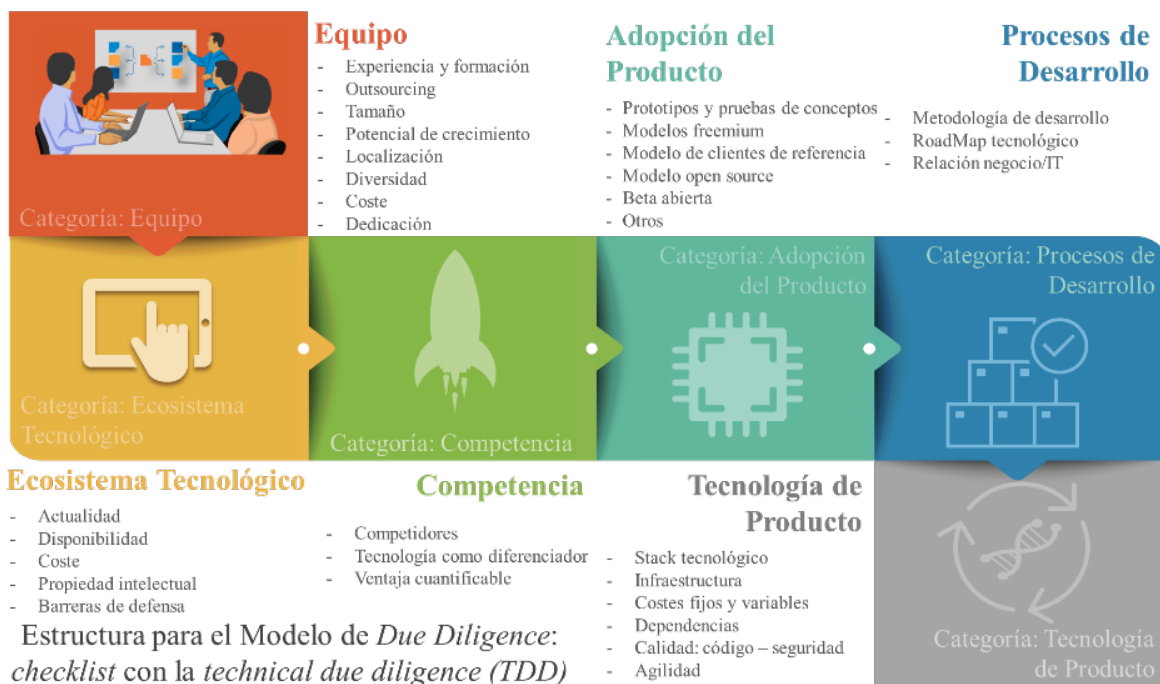 Equipo
- Experiencia y formación
- Outsourcing
- Tamaño
- Potencial de crecimiento
- Localización
- Diversidad
- Coste
- Dedicación
Adopción del
Producto
- Prototipos y pruebas de conceptos
- Modelos freemium
- Modelo de clientes de referencia
- Modelo open source
- Beta abierta
- Otros
Procesos de
Desarrollo
- Metodología de desarrollo
- RoadMap tecnológico
- Relación negocio/IT
Categoría: Equipo
Categoría: Ecosistema
Tecnológico
Categoría: Competencia
Categoría: Adopción
del Producto
Categoría: Procesos de
Desarrollo
Ecosistema Tecnológico
- Actualidad
- Disponibilidad
- Coste
- Propiedad intelectual
- Barreras de defensa
Competencia
- Competidores
- Tecnología como diferenciador
- Ventaja cuantificable
Tecnología de
Producto
- Stack tecnológico
- Infraestructura
- Costes fijos y variables
- Dependencias
- Calidad: código – seguridad
- Agilidad
Categoría: Tecnología
de Producto
Estructura para el Modelo de Due Diligence:
checklist con la technical due diligence (TDD)